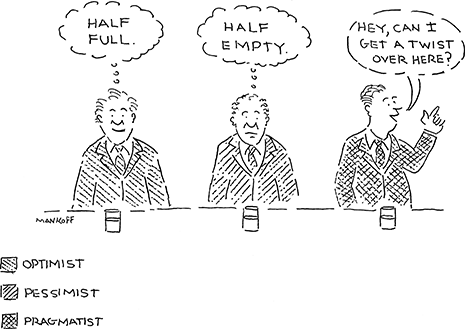 HALF
FULL.
HALF
EMPTY.
HEY, CAN I
GET A TWIST
OVER HERE?
MANKOFF
OPTIMIST
PESSIMIST
PRAGMATIST